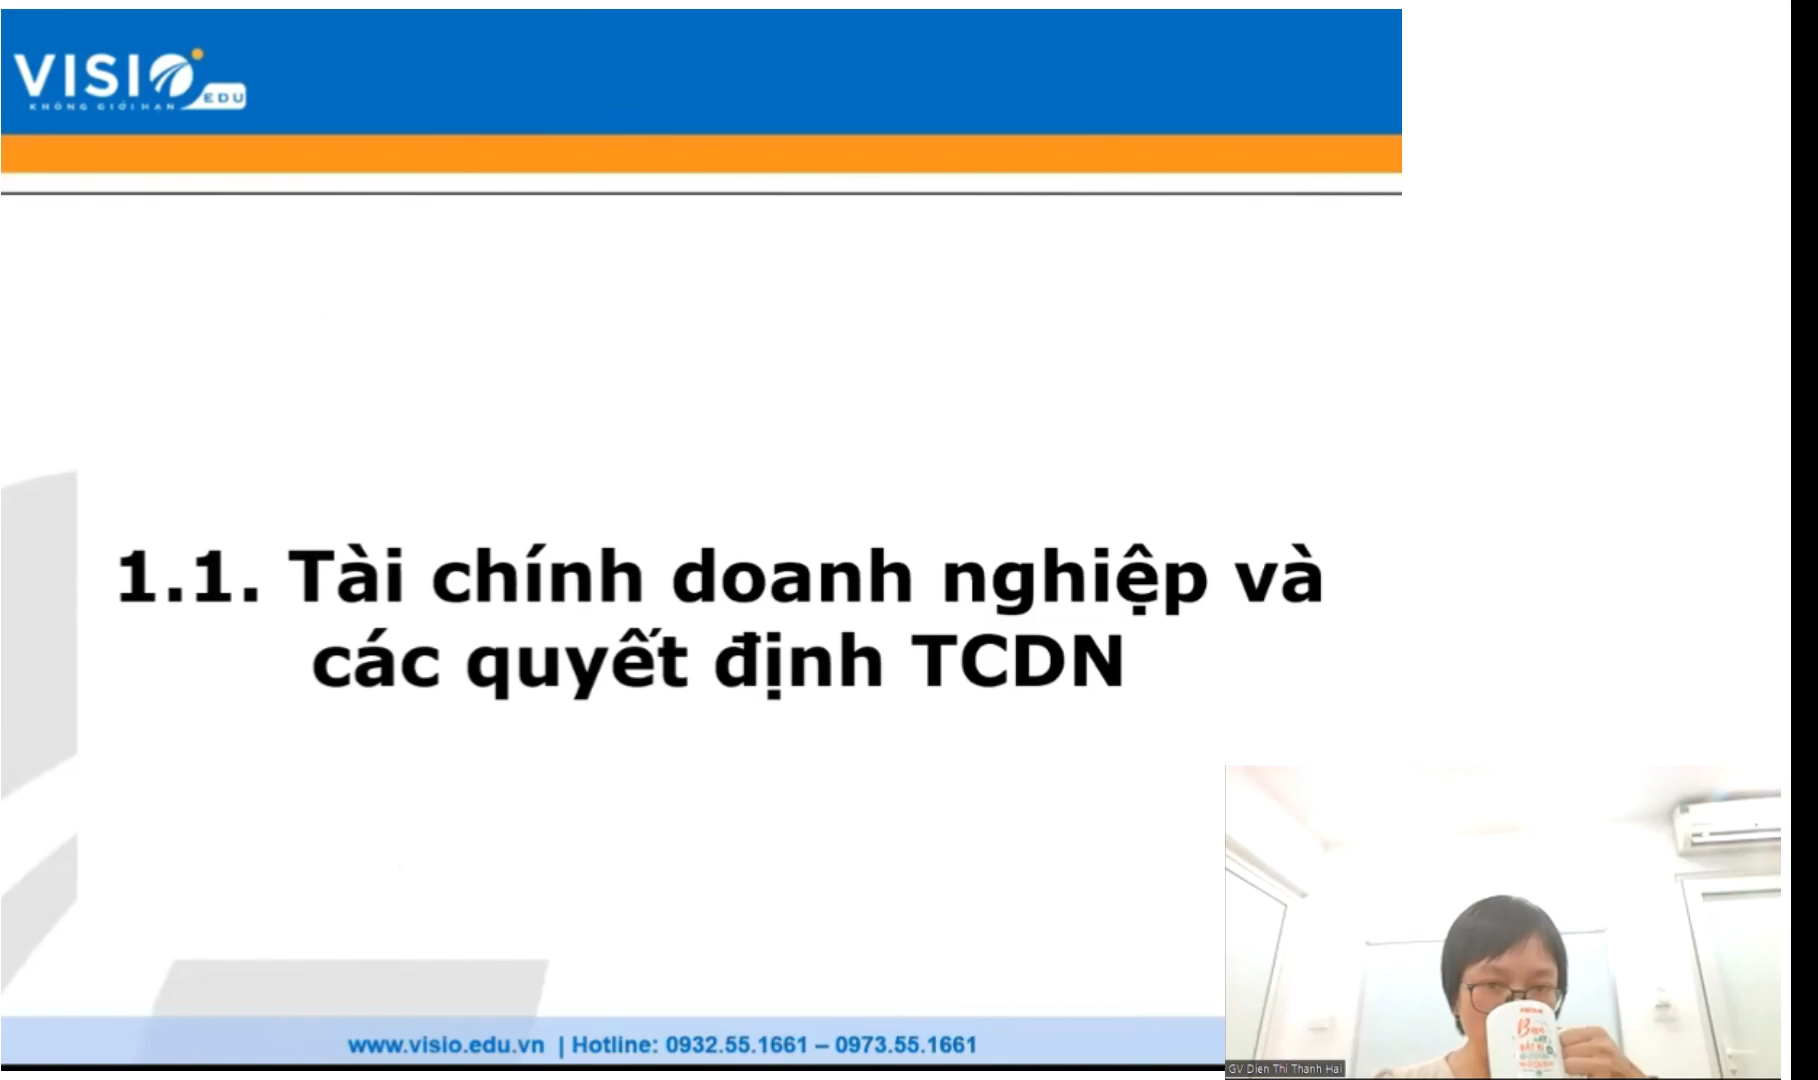 VISIO
EDU
KHÔNG GIỚI HẠN
1.1. Tài chính doanh nghiệp và
các quyết định TCDN
www.visio.edu.vn | Hotline: 0932.55.1661 – 0973.55.1661
GV Dien Thi Thanh Hai